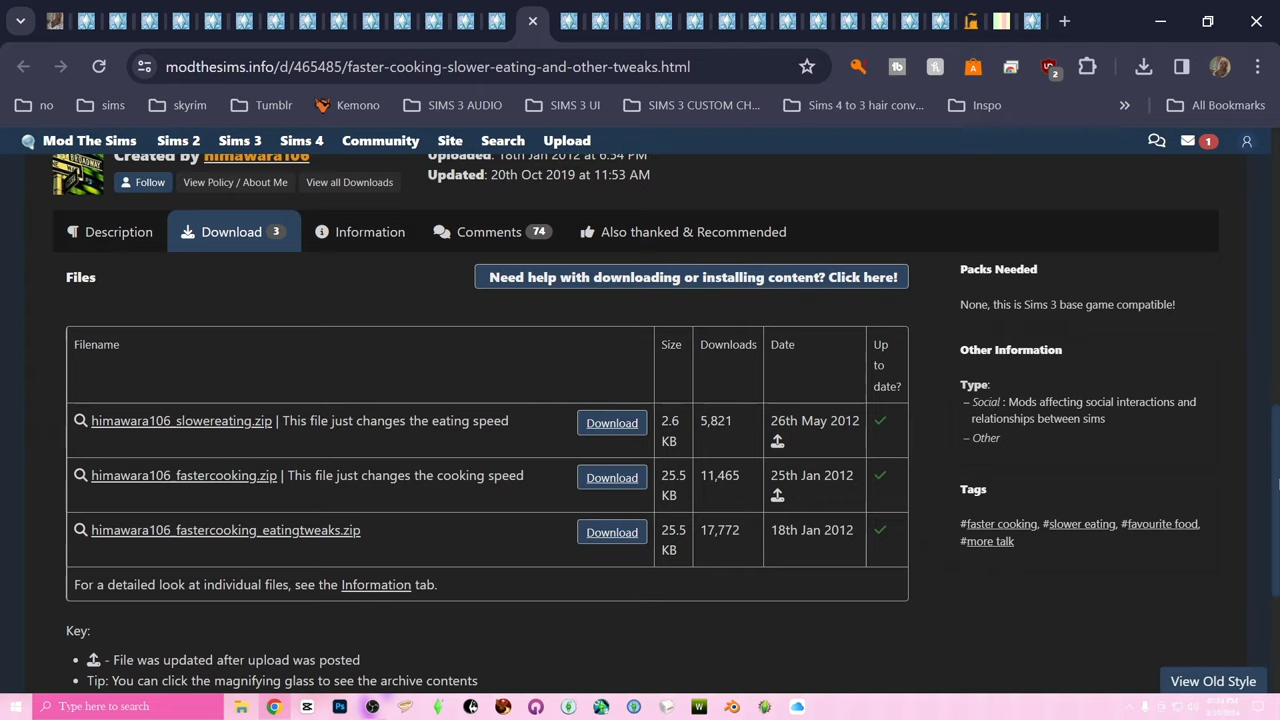 modthesims.info/d/465485/faster-cooking-slower-eating-and-other-tweaks.html
2
no
sims
skyrim
Tumblr
Kemono
SIMS 3 AUDIO
SIMS 3 UI
SIMS 3 CUSTOM CH...
Sims 4 to 3 hair conv...
Inspo
All Bookmarks
Mod The Sims
Sims 2
Sims 3
Sims 4
Community
Site
Search
Upload
1
Created by himawara106
Uploaded: 18th Jan 2012 at 6:54 PM
Updated: 20th Oct 2019 at 11:53 AM
Follow
View Policy / About Me
View all Downloads
Description
Download 3
Information
Comments 74
Also thanked & Recommended
Files
Need help with downloading or installing content? Click here!
Filename
Size
Downloads
Date
Up
to
date?
himawara106_slowereating.zip | This file just changes the eating speed
Download
2.6
KB
5,821
26th May 2012
himawara106_fastercooking.zip | This file just changes the cooking speed
Download
25.5
KB
11,465
25th Jan 2012
himawara106_fastercooking_eatingtweaks.zip
Download
25.5
KB
17,772
18th Jan 2012
For a detailed look at individual files, see the Information tab.
Key:
- File was updated after upload was posted
Tip: You can click the magnifying glass to see the archive contents
Packs Needed
None, this is Sims 3 base game compatible!
Other Information
Type:
– Social : Mods affecting social interactions and
relationships between sims
– Other
Tags
#faster cooking, #slower eating, #favourite food,
#more talk
View Old Style
Type here to search